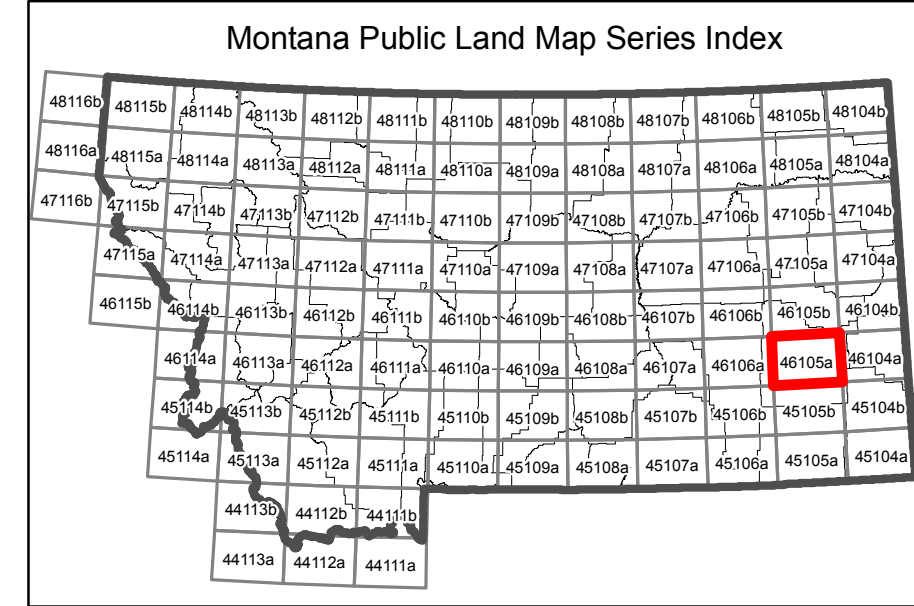 Montana Public Land Map Series Index
48116b 48115b 48114b 48113b 48112b 48111b 48110b 48109b 48108b 48107b 48106b 48105b 48104b
48116a 48115a 48114a 48113a 48112a 48111a 48110a 48109a 48108a 48107a 48106a 48105a 48104a
47116b 47115b 47114b 47113b 47112b 47111b 47110b 47109b 47108b 47107b 47106b 47105b 47104b
47115a 47114a 47113a 47112a 47111a 47110a 47109a 47108a 47107a 47106a 47105a 47104a
46115b 46114b 46113b 46112b 46111b 46110b 46109b 46108b 46107b 46106b 46105b 46104b
46114a 46113a 46112a 46111a 46110a 46109a 46108a 46107a 46106a 46105a 46104a
45114b 45113b 45112b 45111b 45110b 45109b 45108b 45107b 45106b 45105b 45104b
45114a 45113a 45112a 45111a 45110a 45109a 45108a 45107a 45106a 45105a 45104a
44113b 44112b 44111b
44113a 44112a 44111a